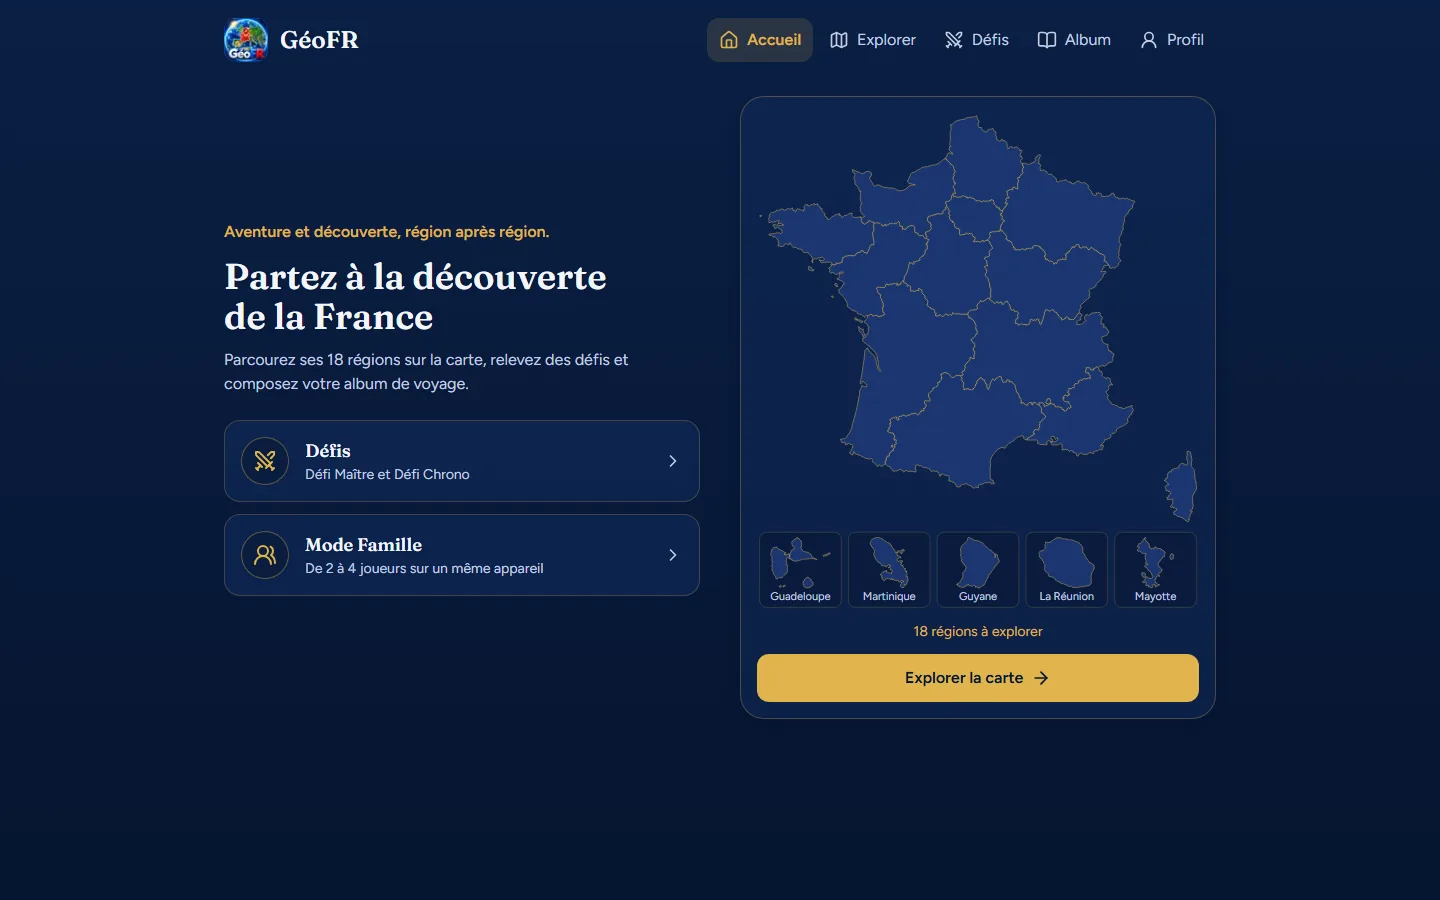 GéoFR
GéoFR
Accueil
Explorer
Défis
Album
Profil
Aventure et découverte, région après région.
Partez à la découverte
de la France
Parcourez ses 18 régions sur la carte, relevez des défis et
composez votre album de voyage.
Défis
Défi Maître et Défi Chrono
Mode Famille
De 2 à 4 joueurs sur un même appareil
Guadeloupe
Martinique
Guyane
La Réunion
Mayotte
18 régions à explorer
Explorer la carte